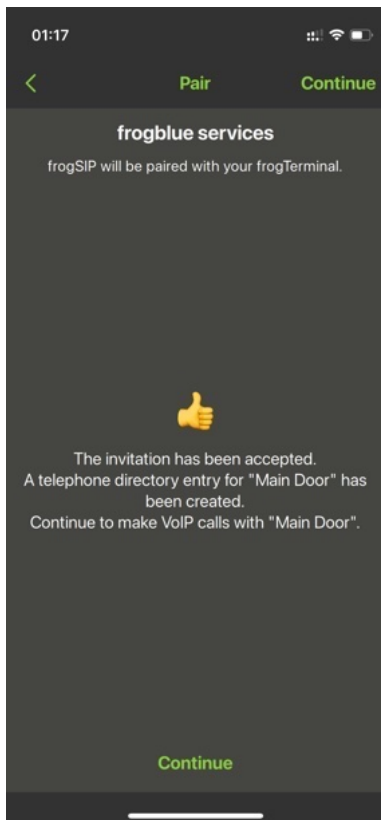 01:17
Pair
Continue
frogblue services
frogSIP will be paired with your frogTerminal.
The invitation has been accepted.
A telephone directory entry for "Main Door" has
been created.
Continue to make VoIP calls with "Main Door".
Continue